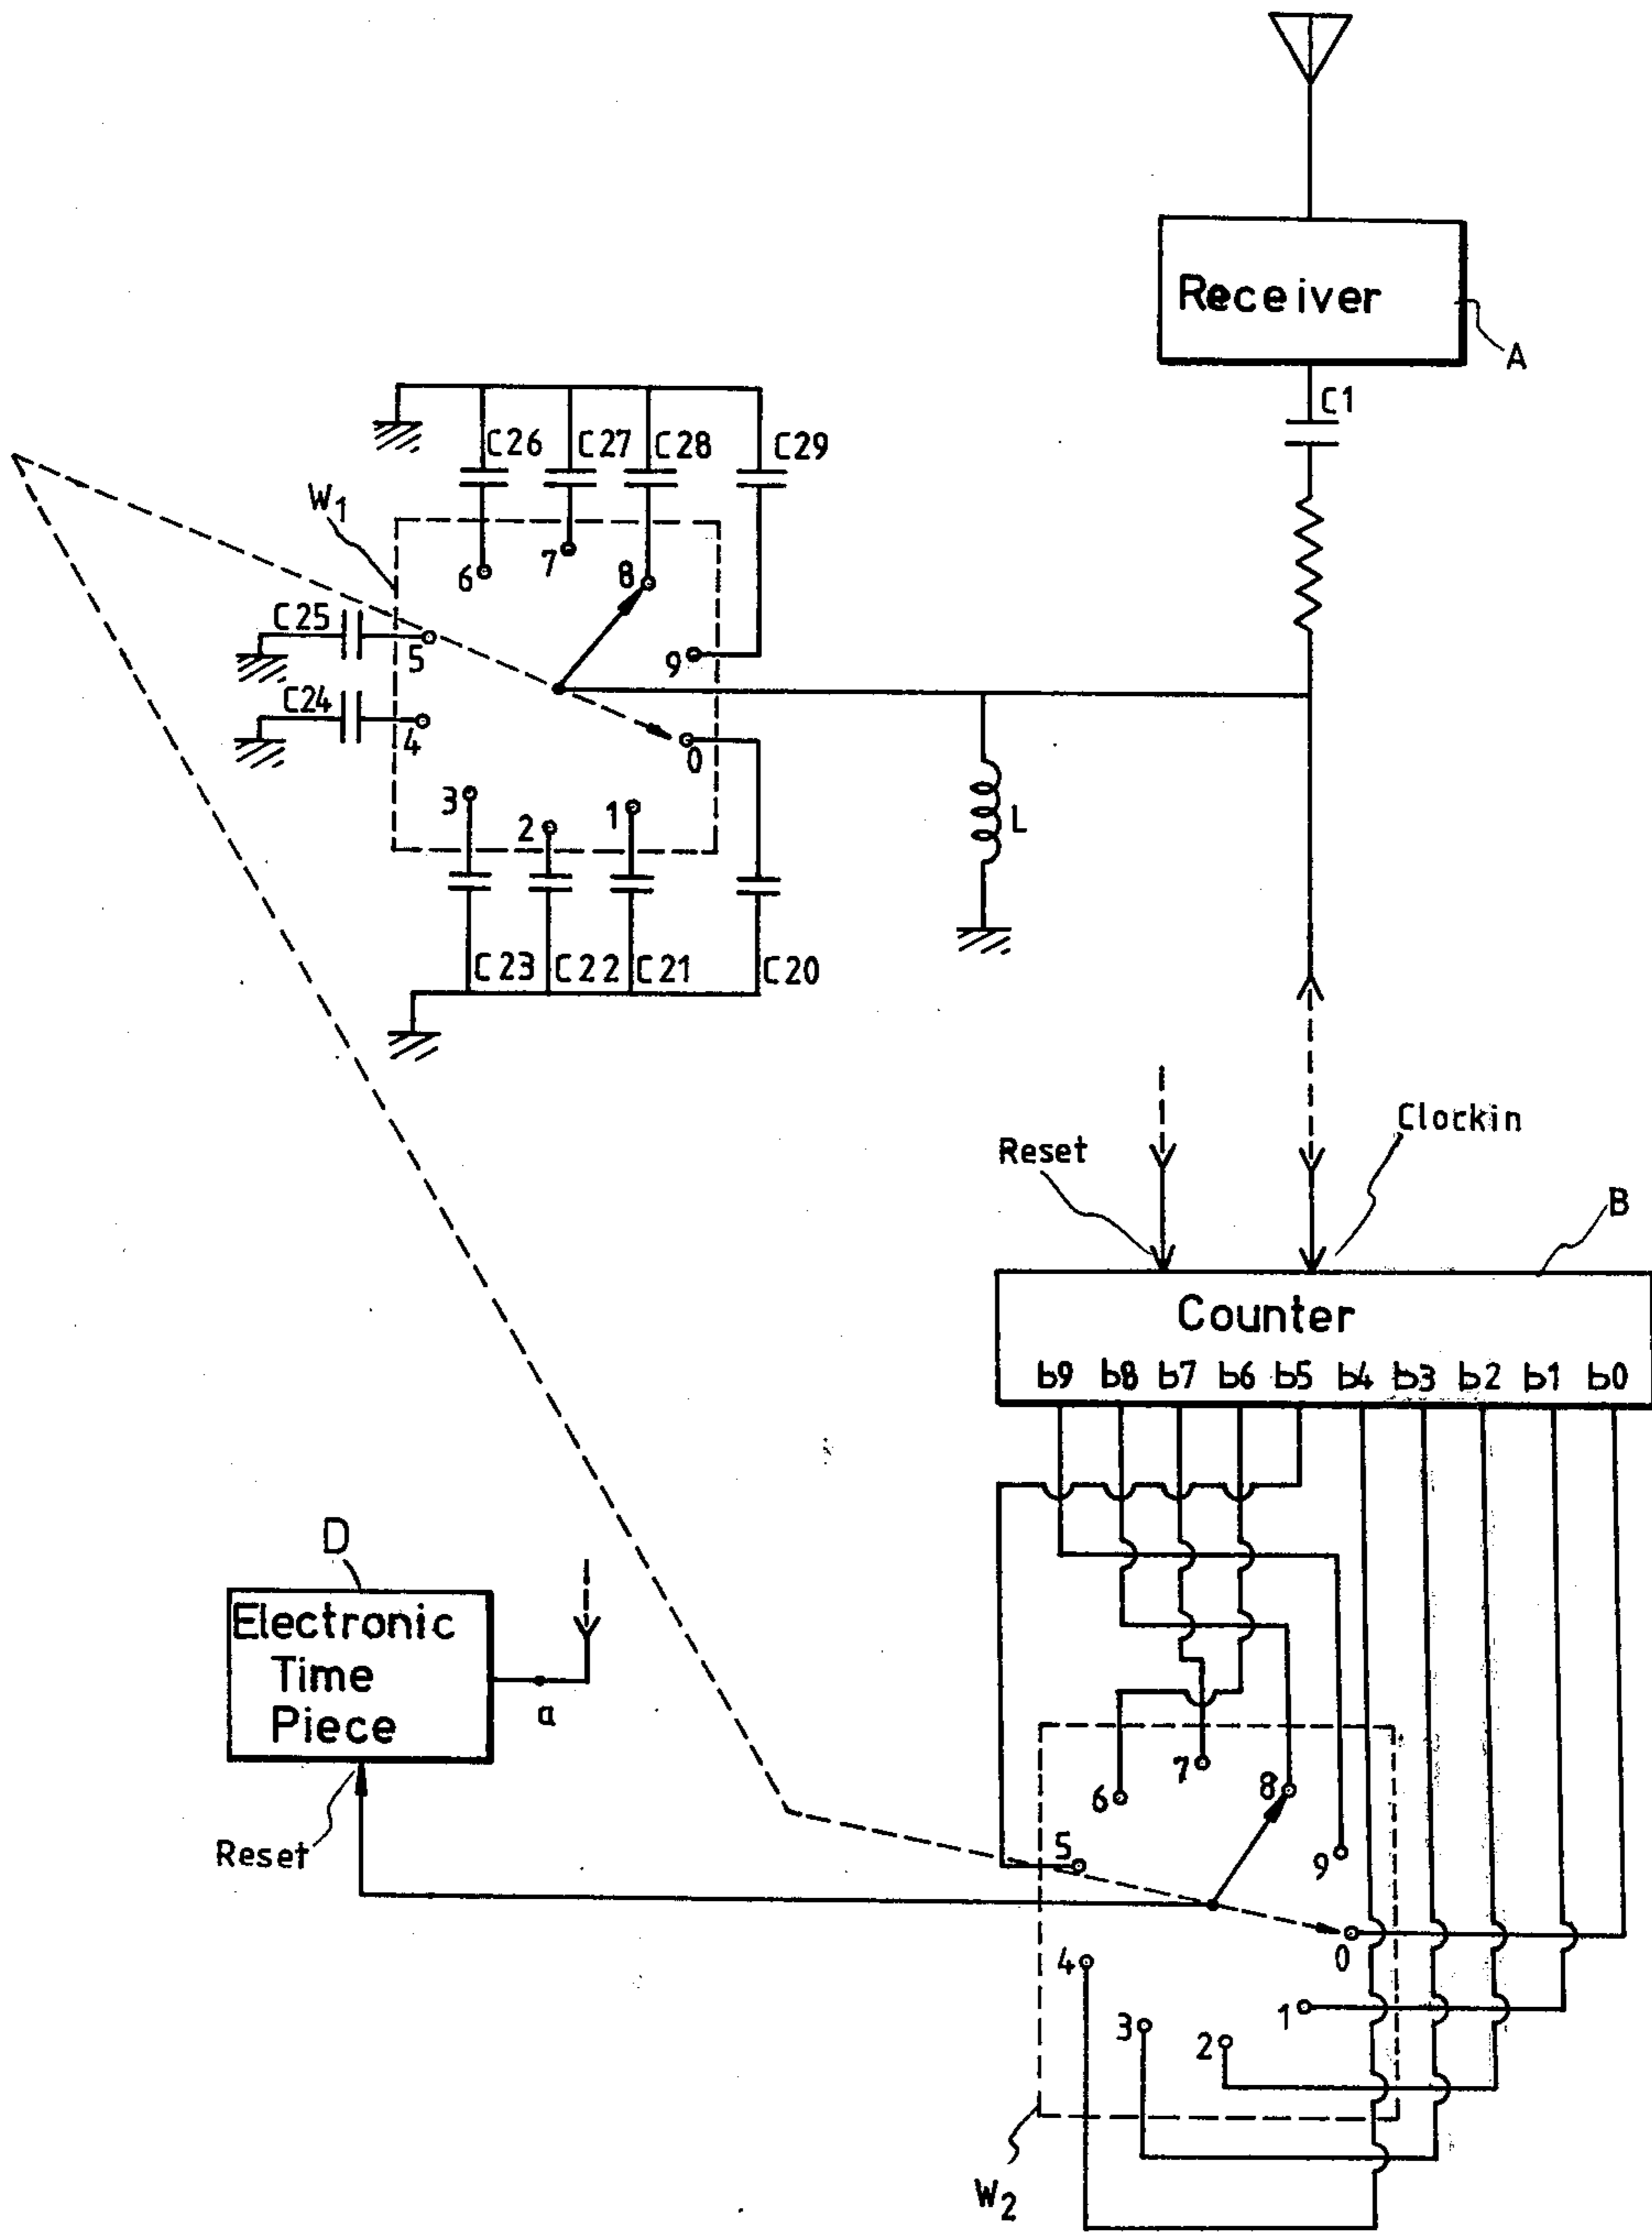 Receiver
A
C1
C26 C27 C28 C29
W1
6 7 8
C25
5
9
C24
4
0
3 2 1
L
C23 C22 C21 C20
Reset
Clockin
B
Counter
b9 b8 b7 b6 b5 b4 b3 b2 b1 b0
D
Electronic
Time
Piece
a
Reset
6 7 8
5
9
0
4
3 2 1
W2